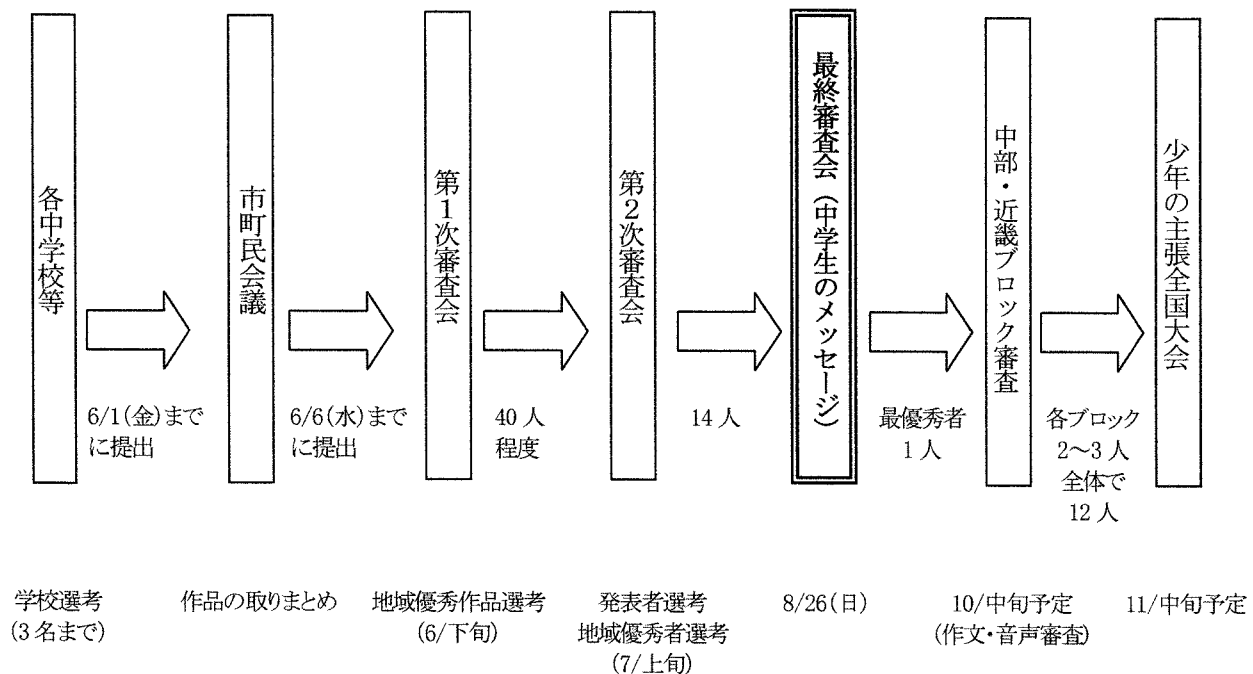 各中学校等
6/1(金)まで
に提出
市町民会議
6/6(水)まで
に提出
第1次審査会
40人
程度
第2次審査会
14人
最終審査会(中学生のメッセージ)
最優秀者
1人
中部・近畿ブロック審査
各ブロック
2～3人
全体で
12人
少年の主張全国大会
学校選考
(3名まで)
作品の取りまとめ
地域優秀作品選考
(6/下旬)
発表者選考
地域優秀者選考
(7/上旬)
8/26(日)
10/中旬予定
(作文・音声審査)
11/中旬予定